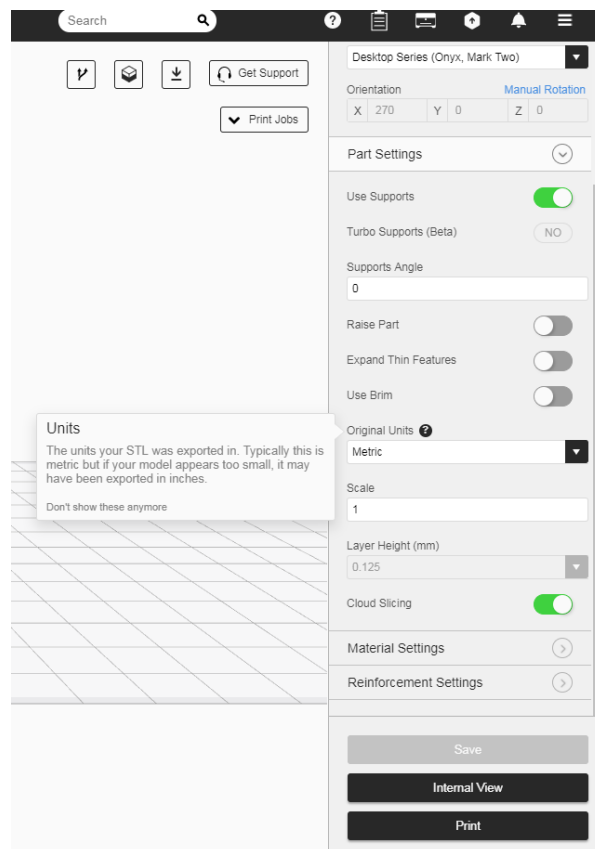 Search
Get Support
Print Jobs
Desktop Series (Onyx, Mark Two)
Orientation
Manual Rotation
X 270 Y 0 Z 0
Part Settings
Use Supports
Turbo Supports (Beta)
NO
Supports Angle
0
Raise Part
Expand Thin Features
Use Brim
Original Units ?
Metric
Units
The units your STL was exported in. Typically this is
metric but if your model appears too small, it may
have been exported in inches.
Don't show these anymore
Scale
1
Layer Height (mm)
0.125
Cloud Slicing
Material Settings
Reinforcement Settings
Save
Internal View
Print